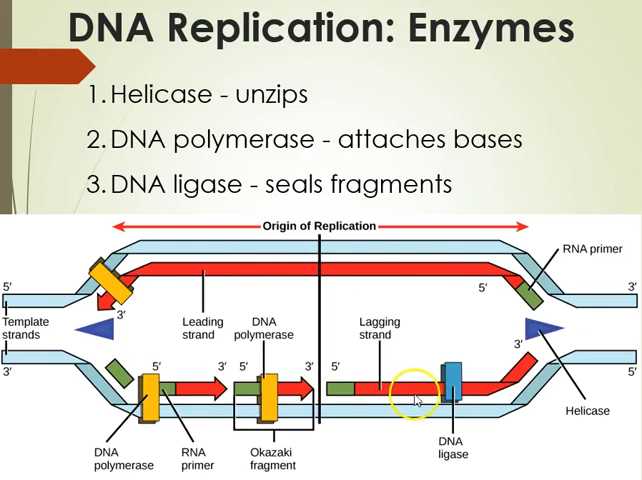 DNA Replication: Enzymes
1. Helicase - unzips
2. DNA polymerase - attaches bases
3. DNA ligase - seals fragments
Origin of Replication
RNA primer
5′
5′
3′
3′
Template
strands
Leading
strand
DNA
polymerase
Lagging
strand
3′
3′
5′
3′
5′
3′
5′
5′
Helicase
DNA
polymerase
RNA
primer
Okazaki
fragment
DNA
ligase